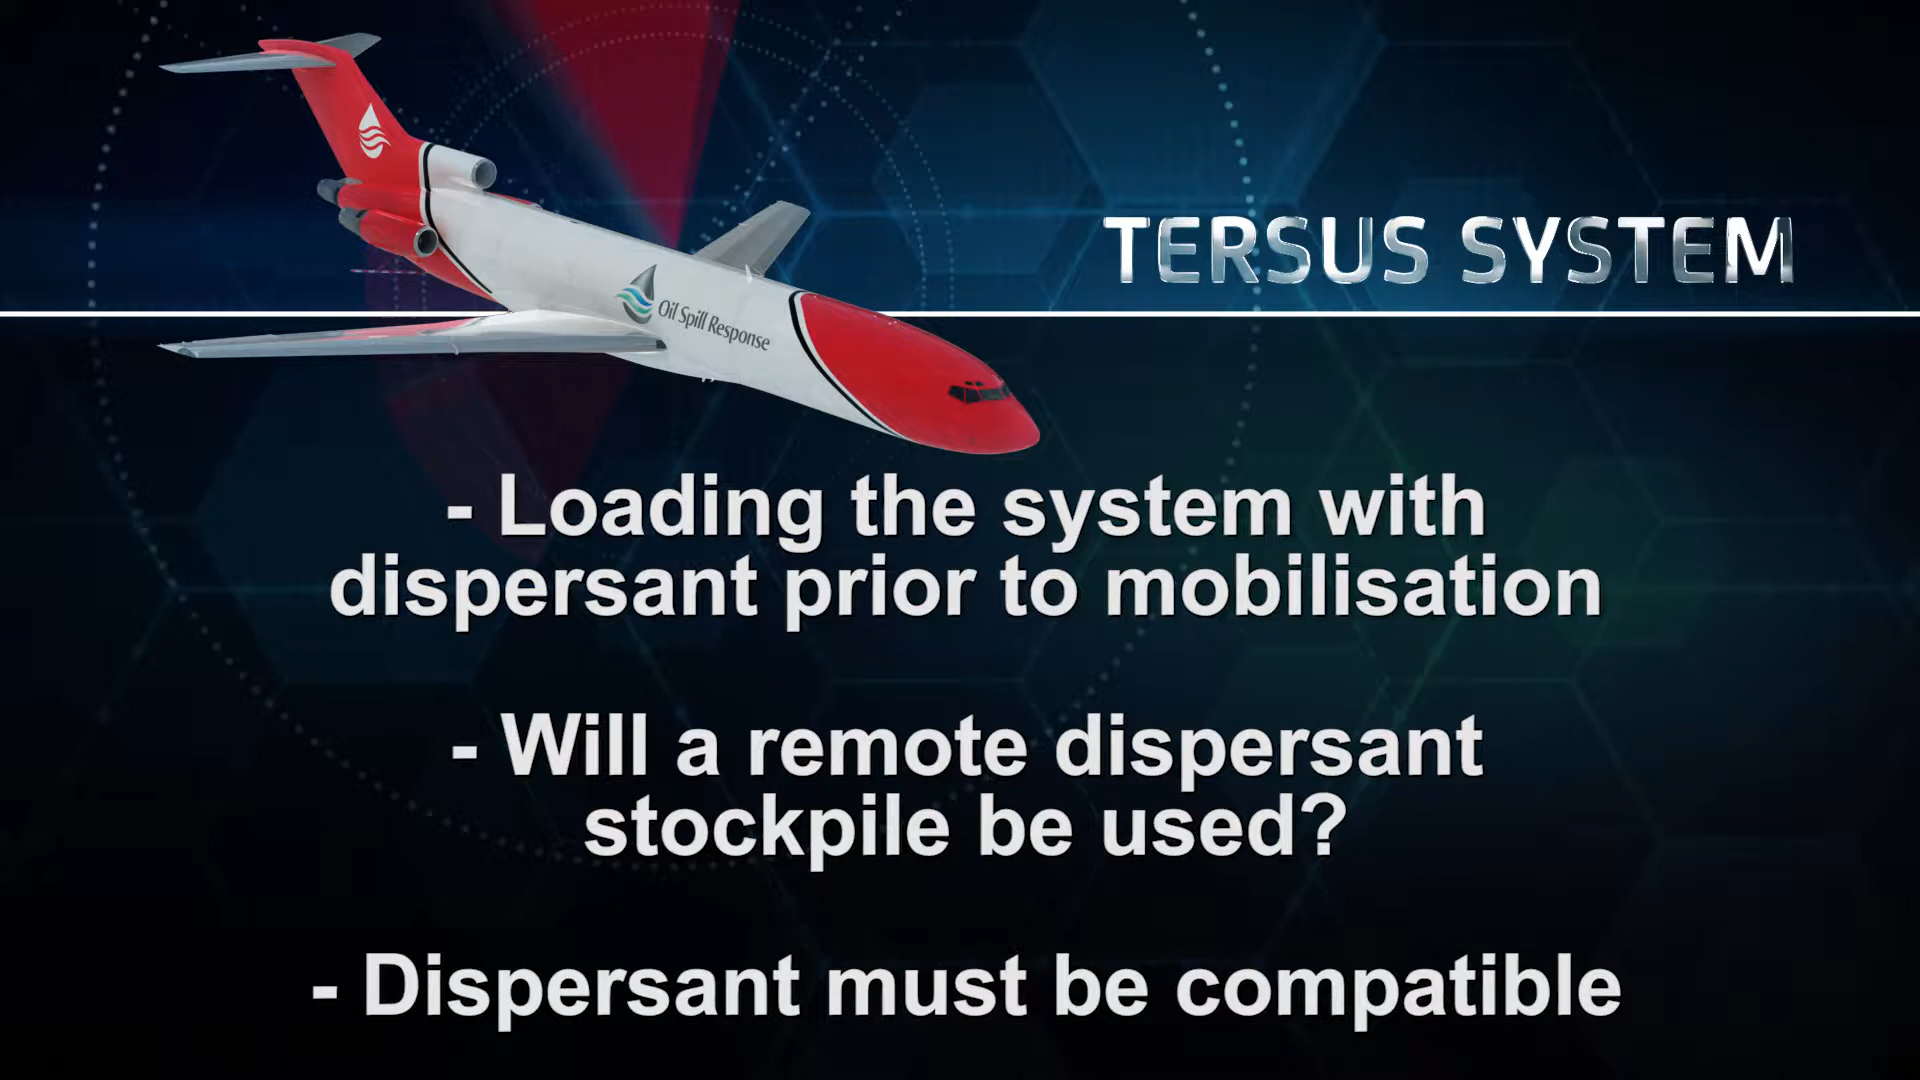 TERSUS SYSTEM
Oil Spill Response
- Loading the system with
dispersant prior to mobilisation
- Will a remote dispersant
stockpile be used?
- Dispersant must be compatible